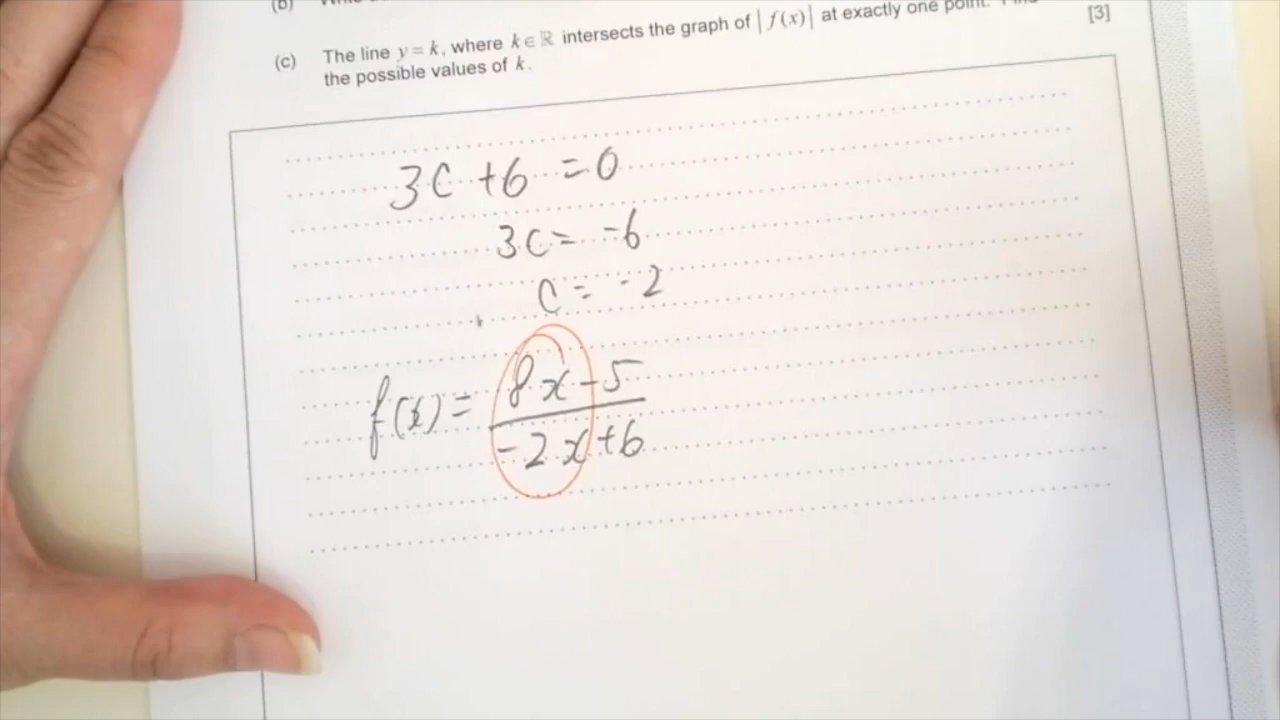 (b)
(c) The line y = k, where k ∈ ℝ intersects the graph of |f(x)| at exactly one point.
[3]
the possible values of k.
3C + 6 = 0
3C = -6
C = -2
f(x) = 8x - 5 / -2x + 6